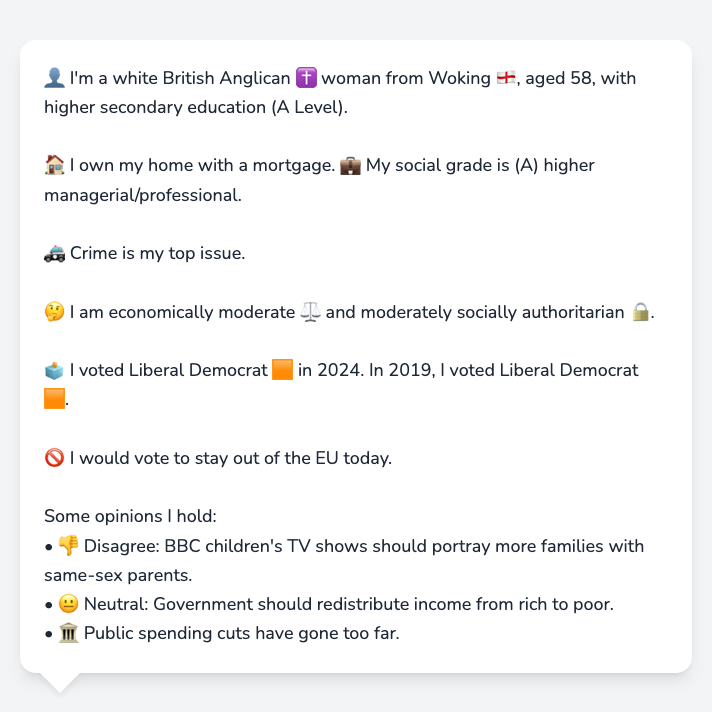 👤 I'm a white British Anglican ✝️ woman from Woking 🏴󠁧󠁢󠁥󠁮󠁧󠁿, aged 58, with
higher secondary education (A Level).
🏠 I own my home with a mortgage. 💼 My social grade is (A) higher
managerial/professional.
🚓 Crime is my top issue.
🤔 I am economically moderate ⚖️ and moderately socially authoritarian 🔒.
🗳️ I voted Liberal Democrat 🟧 in 2024. In 2019, I voted Liberal Democrat
🟧.
🚫 I would vote to stay out of the EU today.
Some opinions I hold:
• 👎 Disagree: BBC children's TV shows should portray more families with
same-sex parents.
• 😐 Neutral: Government should redistribute income from rich to poor.
• 🏛️ Public spending cuts have gone too far.